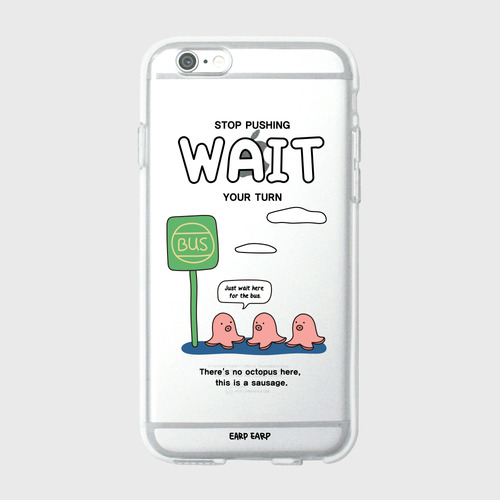 STOP PUSHING
WAIT
YOUR TURN
BUS
Just wait here
for the bus.
There's no octopus here,
this is a sausage.
EARP EARP